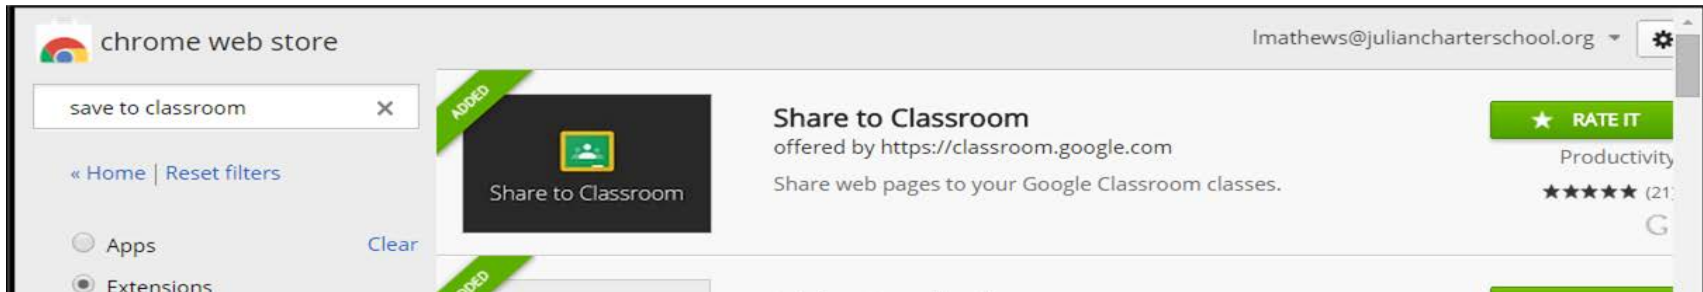 chrome web store
lmathews@juliancharterschool.org
save to classroom
« Home | Reset filters
Apps
Clear
Extensions
ADDED
Share to Classroom
Share to Classroom
offered by https://classroom.google.com
Share web pages to your Google Classroom classes.
RATE IT
Productivity
(21
G
ADDED